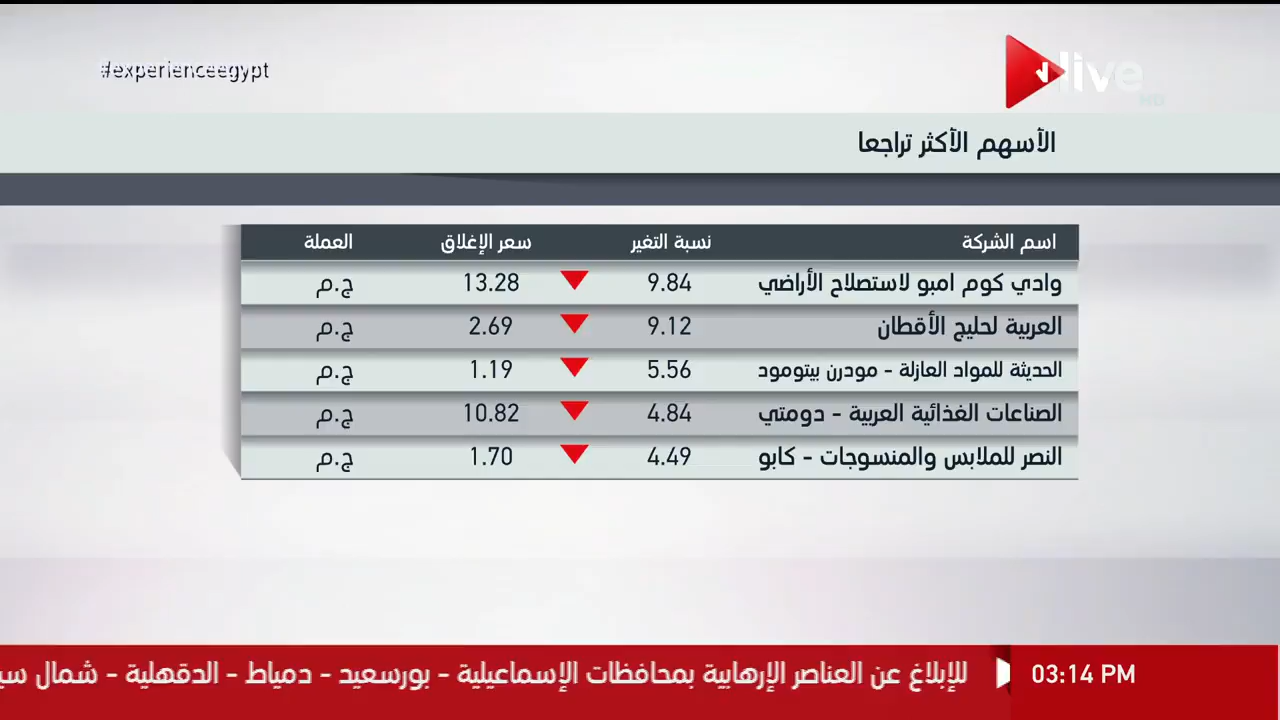 #experienceegypt
live
HD
الأسهم الأكثر تراجعا
اسم الشركة نسبة التغير سعر الإغلاق العملة
وادي كوم امبو لاستصلاح الأراضي 9.84 13.28 ج.م
العربية لحليج الأقطان 9.12 2.69 ج.م
الحديثة للمواد العازلة - مودرن بيتومود 5.56 1.19 ج.م
الصناعات الغذائية العربية - دومتي 4.84 10.82 ج.م
النصر للملابس والمنسوجات - كابو 4.49 1.70 ج.م
03:14 PM للإبلاغ عن العناصر الإرهابية بمحافظات الإسماعيلية - بورسعيد - دمياط - الدقهلية - شمال